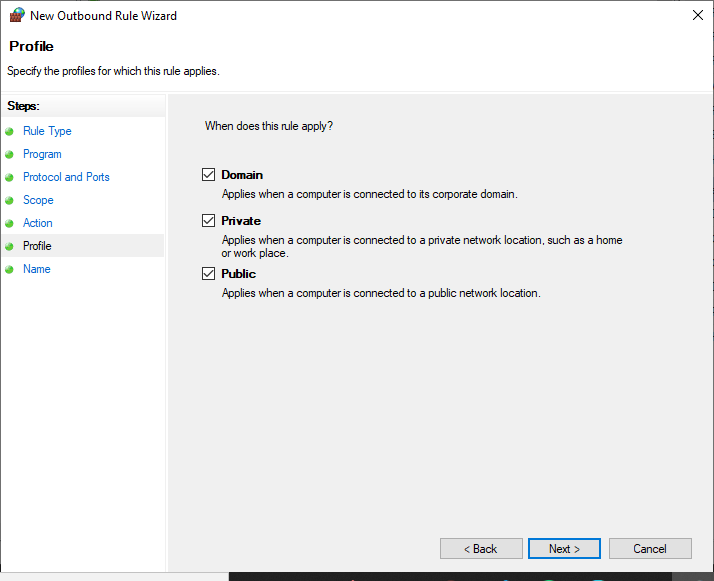 New Outbound Rule Wizard
Profile
Specify the profiles for which this rule applies.
Steps:
Rule Type
Program
Protocol and Ports
Scope
Action
Profile
Name
When does this rule apply?
Domain
Applies when a computer is connected to its corporate domain.
Private
Applies when a computer is connected to a private network location, such as a home
or work place.
Public
Applies when a computer is connected to a public network location.
< Back
Next >
Cancel